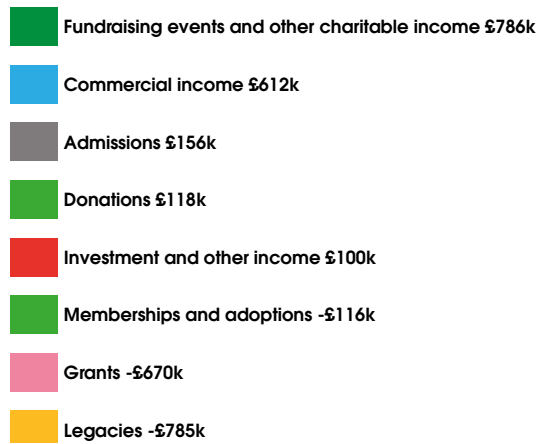 Fundraising events and other charitable income £786k
Commercial income £612k
Admissions £156k
Donations £118k
Investment and other income £100k
Memberships and adoptions -£116k
Grants -£670k
Legacies -£785k